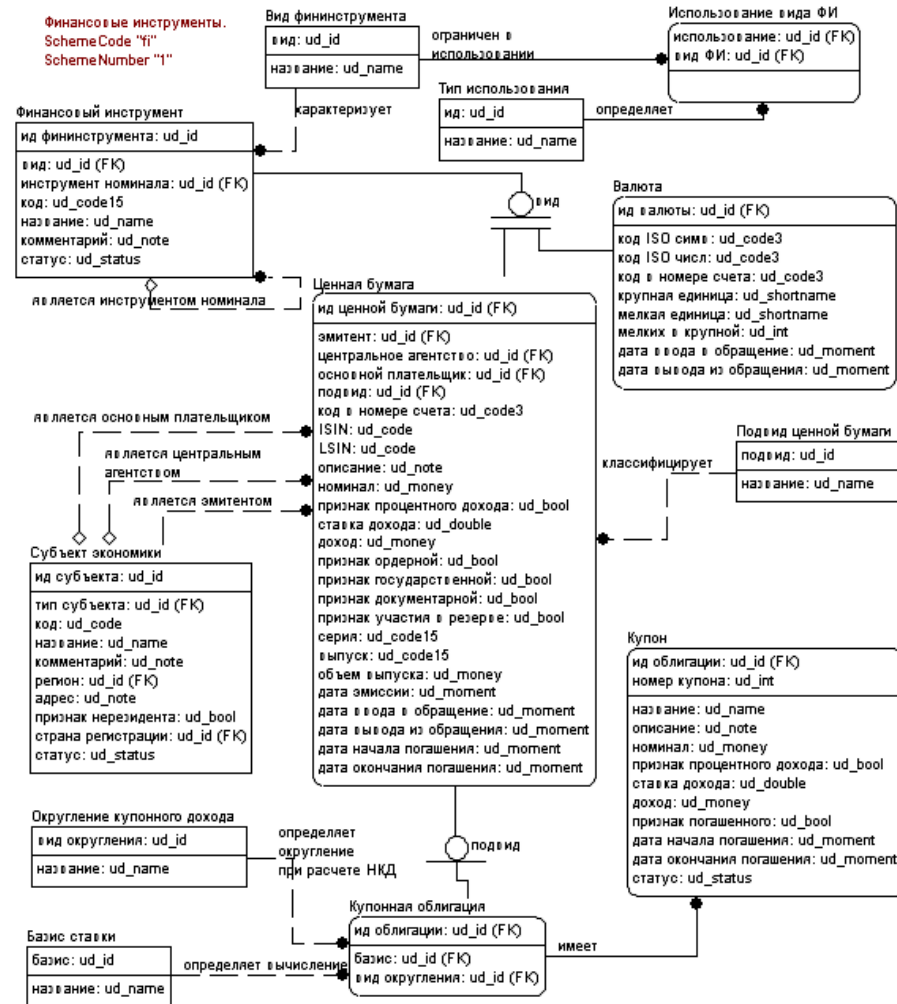 Финансовые инструменты.
SchemeCode "fi"
SchemeNumber "1"
Вид фининструмента
вид: ud_id
название: ud_name
ограничен в
использовании
Использование вида ФИ
использование: ud_id (FK)
вид ФИ: ud_id (FK)
характеризует
Тип использования
ид: ud_id
название: ud_name
определяет
Финансовый инструмент
ид фининструмента: ud_id
вид: ud_id (FK)
инструмент номинала: ud_id (FK)
код: ud_code15
название: ud_name
комментарий: ud_note
статус: ud_status
является инструментом номинала
вид
Валюта
ид валюты: ud_id (FK)
код ISO симв: ud_code3
код ISO числ: ud_code3
код в номере счета: ud_code3
крупная единица: ud_shortname
мелкая единица: ud_shortname
мелких в крупной: ud_int
дата ввода в обращение: ud_moment
дата вывода из обращения: ud_moment
Ценная бумага
ид ценной бумаги: ud_id (FK)
эмитент: ud_id (FK)
центральное агентство: ud_id (FK)
основной плательщик: ud_id (FK)
подвид: ud_id (FK)
код в номере счета: ud_code3
ISIN: ud_code
LSIN: ud_code
описание: ud_note
номинал: ud_money
признак процентного дохода: ud_bool
ставка дохода: ud_double
доход: ud_money
признак ордерной: ud_bool
признак государственной: ud_bool
признак документарной: ud_bool
признак участия в резерве: ud_bool
серия: ud_code15
выпуск: ud_code15
объем выпуска: ud_money
дата эмиссии: ud_moment
дата ввода в обращение: ud_moment
дата вывода из обращения: ud_moment
дата начала погашения: ud_moment
дата окончания погашения: ud_moment
является основным плательщиком
является центральным
агентством
является эмитентом
классифицирует
Подвид ценной бумаги
подвид: ud_id
название: ud_name
Субъект экономики
ид субъекта: ud_id
тип субъекта: ud_id (FK)
код: ud_code
название: ud_name
комментарий: ud_note
регион: ud_id (FK)
адрес: ud_note
признак нерезидента: ud_bool
страна регистрации: ud_id (FK)
статус: ud_status
Купон
ид облигации: ud_id (FK)
номер купона: ud_int
название: ud_name
описание: ud_note
номинал: ud_money
признак процентного дохода: ud_bool
ставка дохода: ud_double
доход: ud_money
признак погашенного: ud_bool
дата начала погашения: ud_moment
дата окончания погашения: ud_moment
статус: ud_status
Округление купонного дохода
вид округления: ud_id
название: ud_name
определяет
округление
при расчете НКД
подвид
Купонная облигация
ид облигации: ud_id (FK)
базис: ud_id (FK)
вид округления: ud_id (FK)
имеет
Базис ставки
базис: ud_id
название: ud_name
определяет вычисление